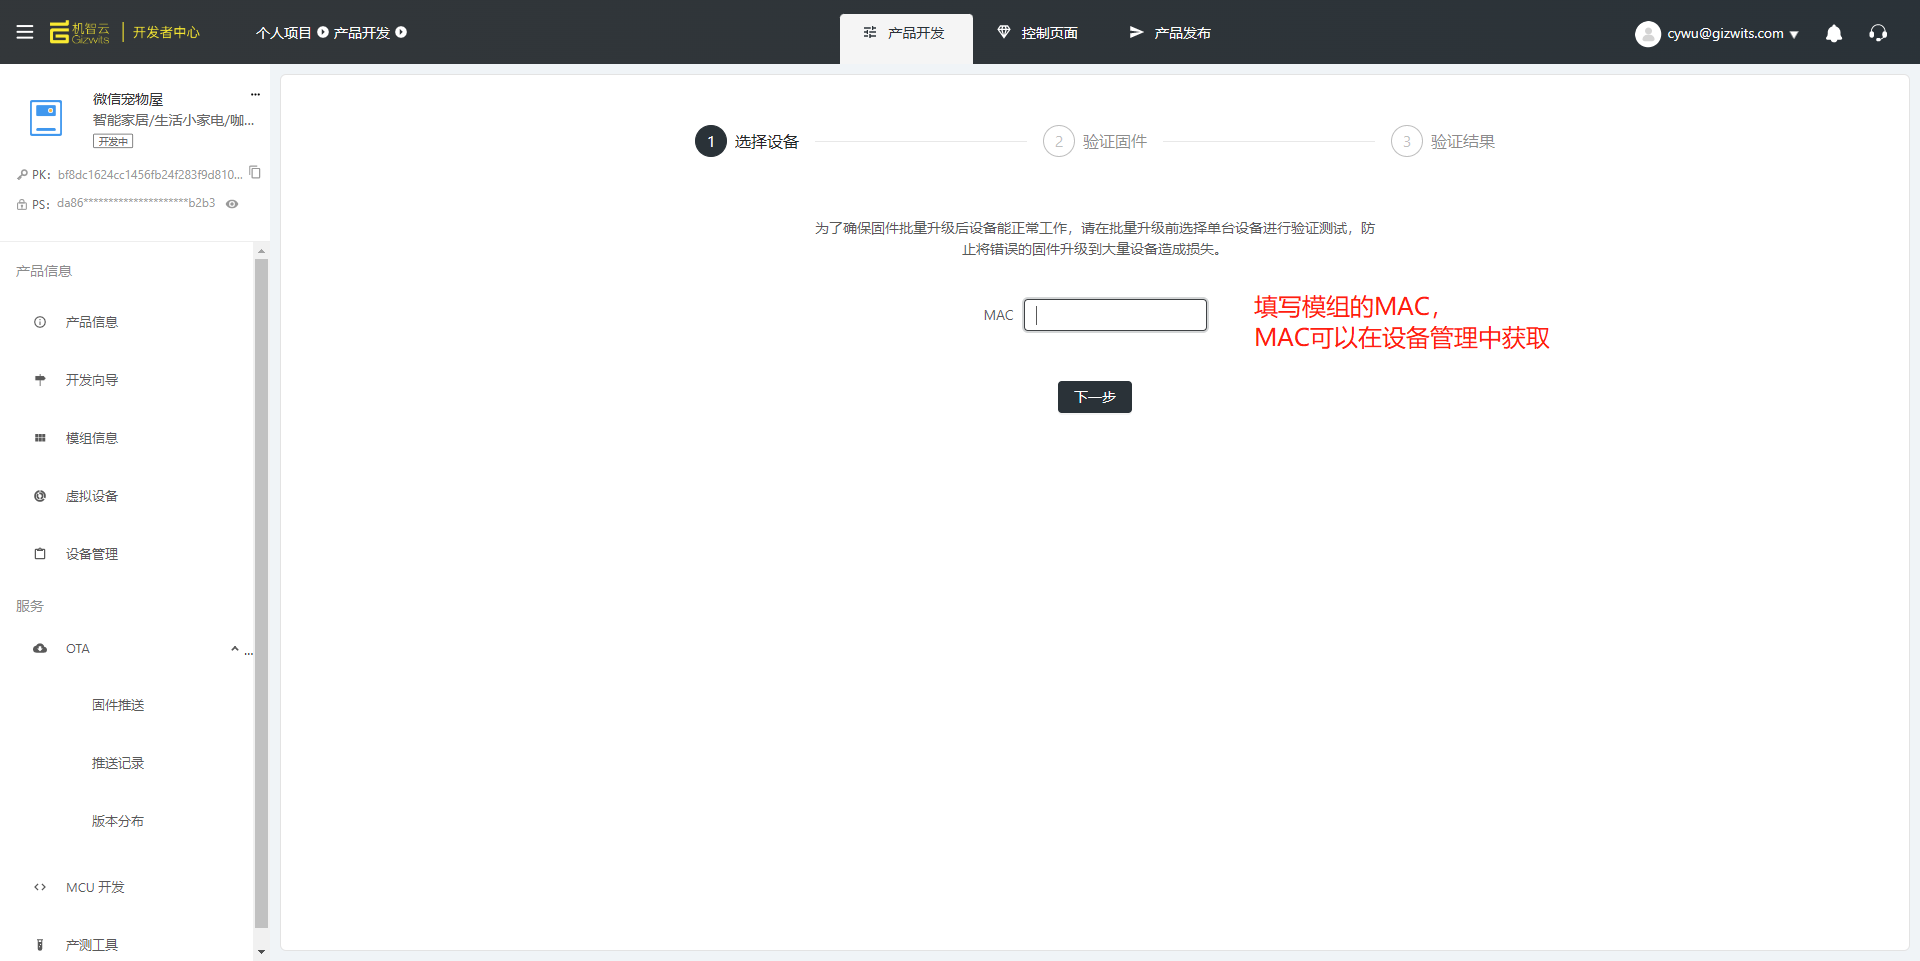 机智云
Gizwits
开发者中心
个人项目 产品开发
产品开发
控制页面
产品发布
cywu@gizwits.com
微信宠物屋
智能家居/生活小家电/咖...
开发中
PK: bf8dc1624cc1456fb24f283f9d810...
PS: da86*********************b2b3
产品信息
产品信息
开发向导
模组信息
虚拟设备
设备管理
服务
OTA
...
固件推送
推送记录
版本分布
MCU 开发
产测工具
1 选择设备
2 验证固件
3 验证结果
为了确保固件批量升级后设备能正常工作，请在批量升级前选择单台设备进行验证测试，防
止将错误的固件升级到大量设备造成损失。
MAC
填写模组的MAC，
MAC可以在设备管理中获取
下一步